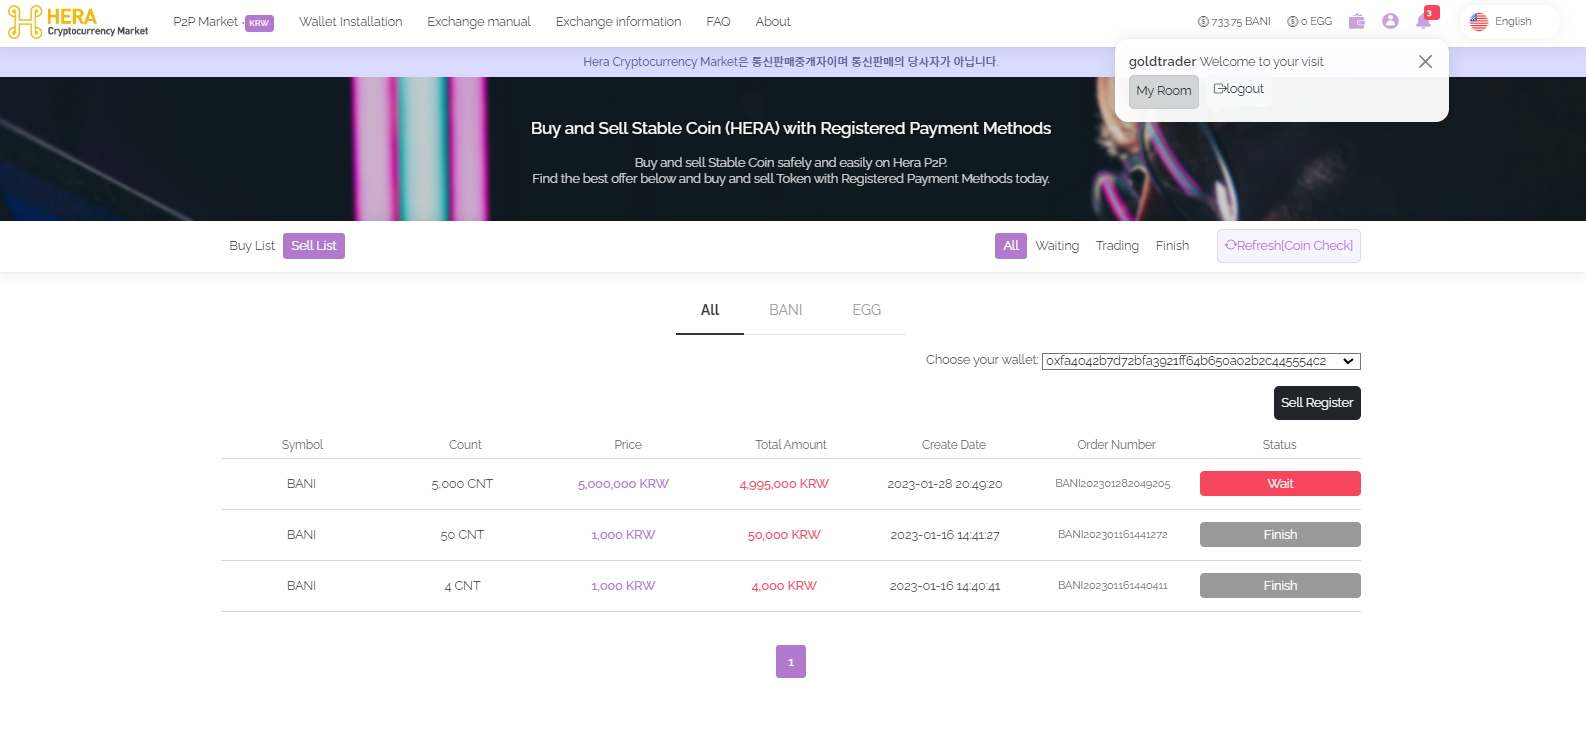 HERA
Cryptocurrency Market
P2P Market - KRW
Wallet Installation
Exchange manual
Exchange information
FAQ
About
733.75 BANI
0 EGG
3
English
Hera Cryptocurrency Market은 통신판매중개자이며 통신판매의 당사자가 아닙니다.
goldtrader Welcome to your visit
My Room
logout
Buy and Sell Stable Coin (HERA) with Registered Payment Methods
Buy and sell Stable Coin safely and easily on Hera P2P.
Find the best offer below and buy and sell Token with Registered Payment Methods today.
Buy List
Sell List
All
Waiting
Trading
Finish
Refresh[Coin Check]
All
BANI
EGG
Choose your wallet: 0xfa4042b7d72bfa3921ff64b650a02b2c445554c2
Sell Register
Symbol Count Price Total Amount Create Date Order Number Status
BANI 5,000 CNT 5,000,000 KRW 4,995,000 KRW 2023-01-28 20:49:20 BANI202301282049205 Wait
BANI 50 CNT 1,000 KRW 50,000 KRW 2023-01-16 14:41:27 BANI202301161441272 Finish
BANI 4 CNT 1,000 KRW 4,000 KRW 2023-01-16 14:40:41 BANI202301161440411 Finish
1